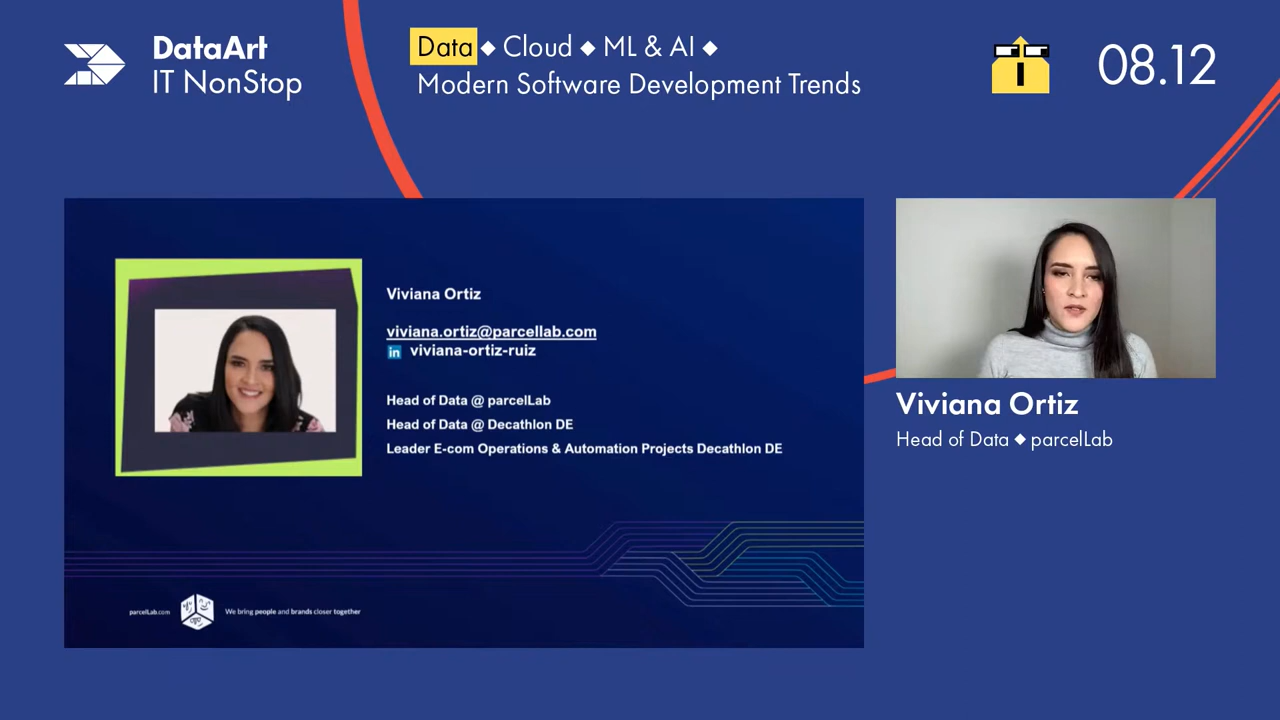 DataArt
IT NonStop
Data ◆ Cloud ◆ ML & AI ◆
Modern Software Development Trends
08.12
Viviana Ortiz
viviana.ortiz@parcellab.com
in viviana-ortiz-ruiz
Head of Data @ parcelLab
Head of Data @ Decathlon DE
Leader E-com Operations & Automation Projects Decathlon DE
parcelLab.com
We bring people and brands closer together
Viviana Ortiz
Head of Data ◆ parcelLab